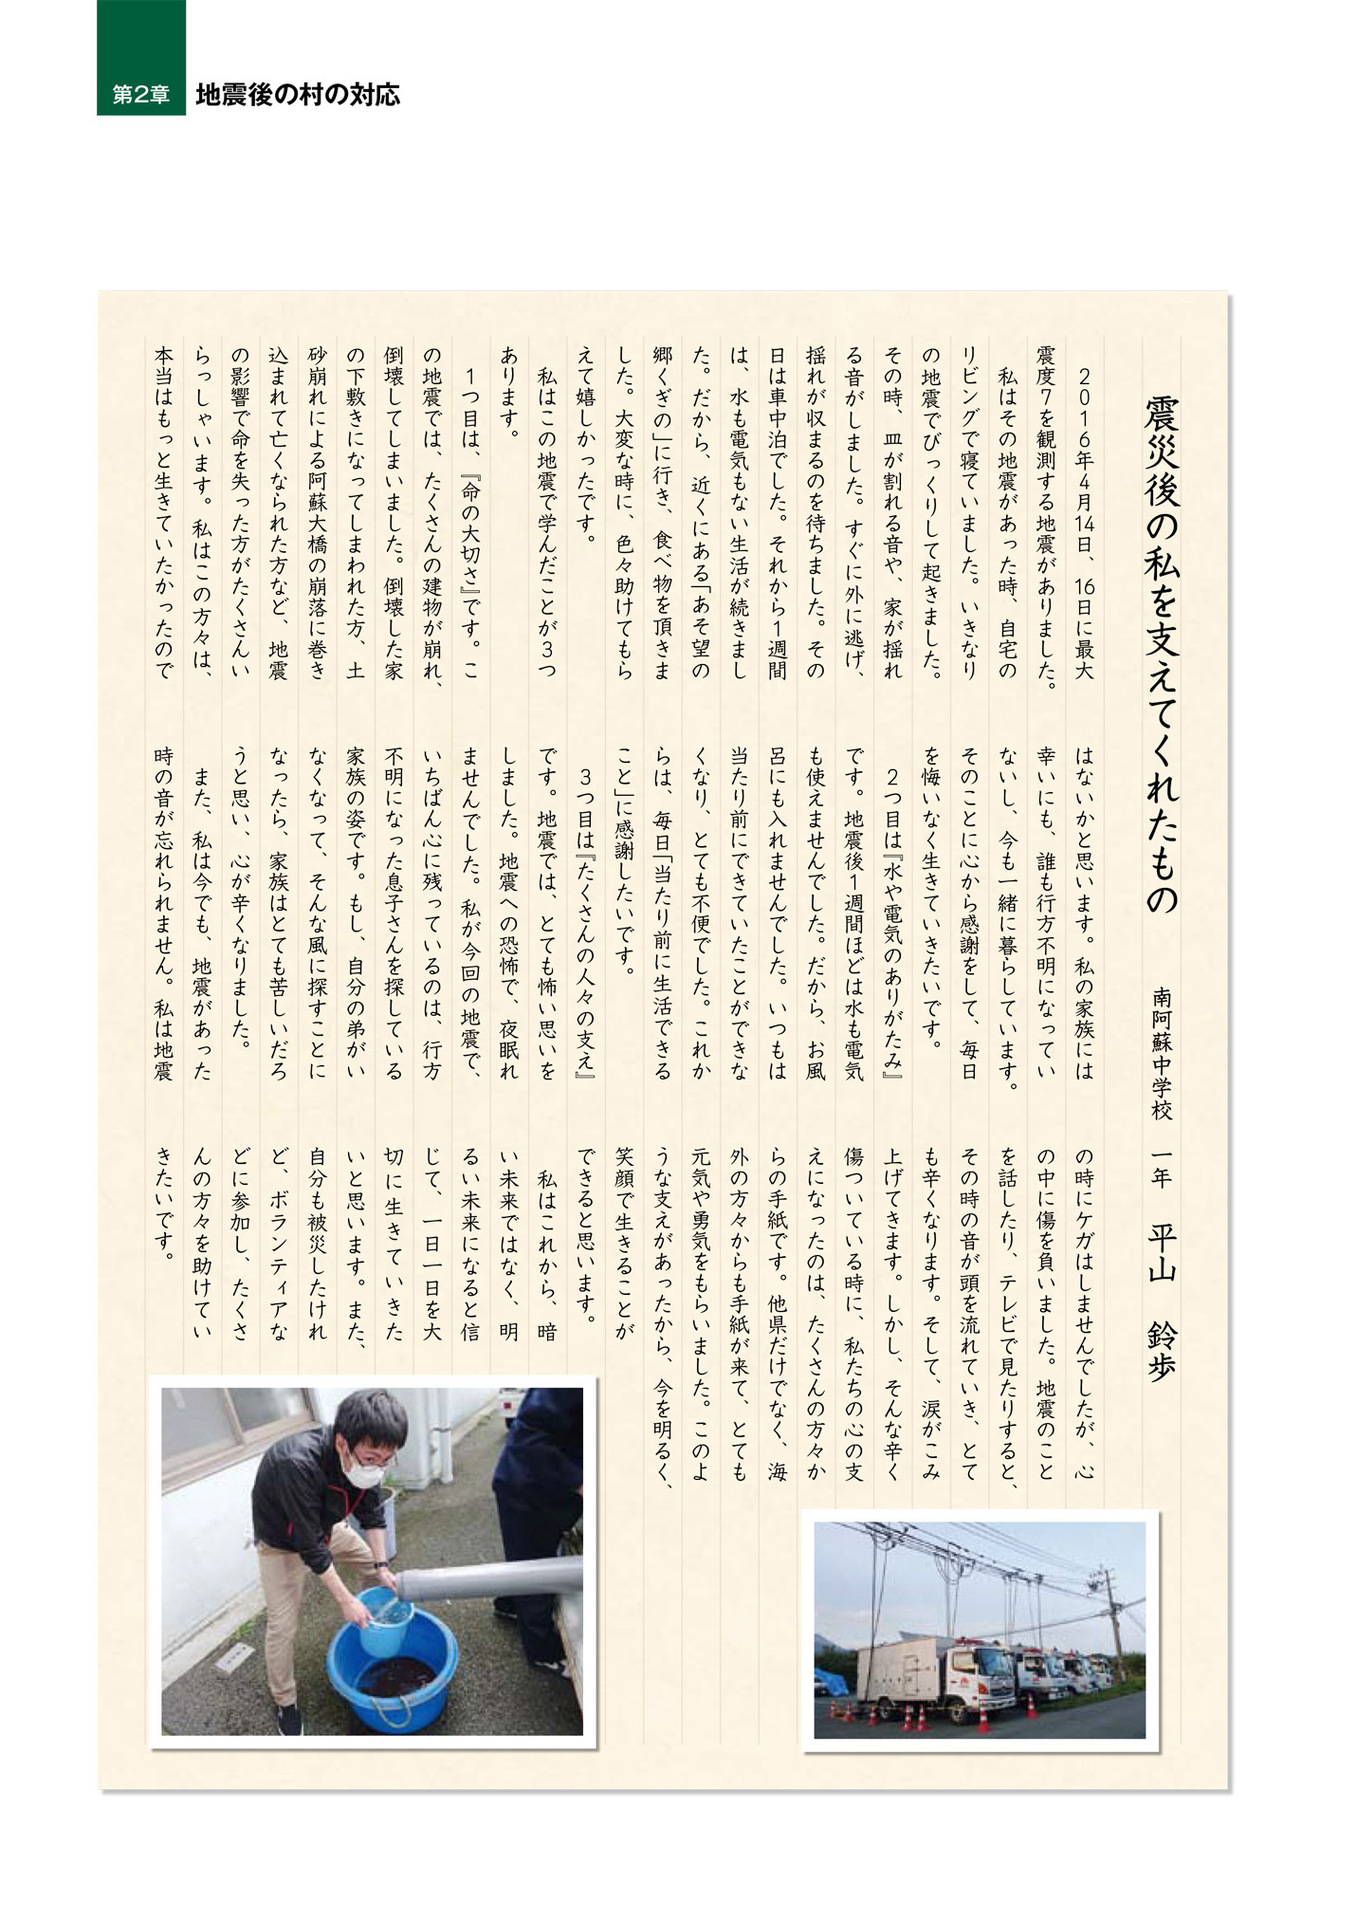 第2章 地震後の村の対応
震災後の私を支えてくれたもの 南阿蘇中学校 一年 平山 鈴歩
2016年4月14日、16日に最大
震度7を観測する地震がありました。
私はその地震があった時、自宅の
リビングで寝ていました。いきなり
の地震でびっくりして起きました。
その時、皿が割れる音や、家が揺れ
る音がしました。すぐに外に逃げ、
揺れが収まるのを待ちました。その
日は車中泊でした。それから1週間
は、水も電気もない生活が続きまし
た。だから、近くにある「あそ望の
郷くぎの」に行き、食べ物を頂きま
した。大変な時に、色々助けてもら
えて嬉しかったです。
私はこの地震で学んだことが3つ
あります。
1つ目は、『命の大切さ』です。こ
の地震では、たくさんの建物が崩れ、
倒壊してしまいました。倒壊した家
の下敷きになってしまわれた方、土
砂崩れによる阿蘇大橋の崩落に巻き
込まれて亡くなられた方など、地震
の影響で命を失った方がたくさんい
らっしゃいます。私はこの方々は、
本当はもっと生きていたかったので
はないかと思います。私の家族には
幸いにも、誰も行方不明になってい
ないし、今も一緒に暮らしています。
そのことに心から感謝をして、毎日
を悔いなく生きていきたいです。
2つ目は『水や電気のありがたみ』
です。地震後1週間ほどは水も電気
も使えませんでした。だから、お風
呂にも入れませんでした。いつもは
当たり前にできていたことができな
くなり、とても不便でした。これか
らは、毎日「当たり前に生活できる
こと」に感謝したいです。
3つ目は『たくさんの人々の支え』
です。地震では、とても怖い思いを
しました。地震への恐怖で、夜眠れ
ませんでした。私が今回の地震で、
いちばん心に残っているのは、行方
不明になった息子さんを探している
家族の姿です。もし、自分の弟がい
なくなって、そんな風に探すことに
なったら、家族はとても苦しいだろ
うと思い、心が辛くなりました。
また、私は今でも、地震があった
時の音が忘れられません。私は地震
の時にケガはしませんでしたが、心
の中に傷を負いました。地震のこと
を話したり、テレビで見たりすると、
その時の音が頭を流れていき、とて
も辛くなります。そして、涙がこみ
上げてきます。しかし、そんな辛く
傷ついている時に、私たちの心の支
えになったのは、たくさんの方々か
らの手紙です。他県だけでなく、海
外の方々からも手紙が来て、とても
元気や勇気をもらいました。このよ
うな支えがあったから、今を明るく、
笑顔で生きることが
できると思います。
私はこれから、暗
い未来ではなく、明
るい未来になると信
じて、一日一日を大
切に生きていきた
いと思います。また、
自分も被災したけれ
ど、ボランティアな
どに参加し、たくさ
んの方々を助けてい
きたいです。